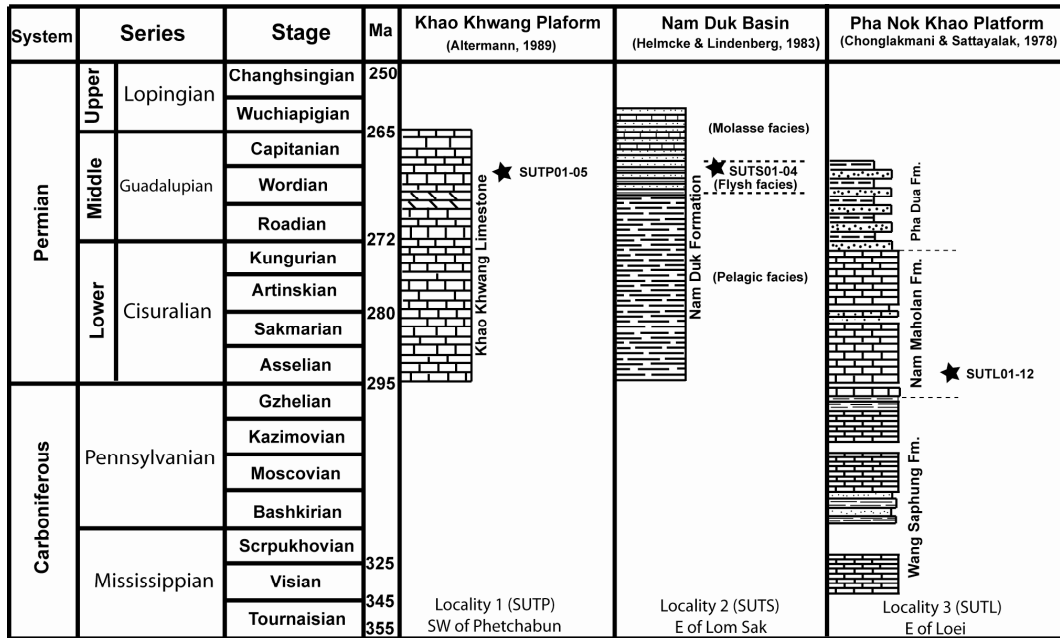 System
Series
Stage
Ma
Khao Khwang Plaform
(Altermann, 1989)
Nam Duk Basin
(Helmcke & Lindenberg, 1983)
Pha Nok Khao Platform
(Chonglakmani & Sattayalak, 1978)
Permian
Upper
Lopingian
Changhsingian
250
Wuchiapigian
265
Middle
Guadalupian
Capitanian
Wordian
Roadian
272
Lower
Cisuralian
Kungurian
Artinskian
280
Sakmarian
Asselian
295
Carboniferous
Pennsylvanian
Gzhelian
Kazimovian
Moscovian
Bashkirian
Mississippian
Scrpukhovian
325
Visian
345
Tournaisian
355
Khao Khwang Limestone
SUTP01-05
Locality 1 (SUTP)
SW of Phetchabun
Nam Duk Formation
(Molasse facies)
SUTS01-04
(Flysh facies)
(Pelagic facies)
Locality 2 (SUTS)
E of Lom Sak
Pha Dua Fm.
Nam Maholan Fm.
SUTL01-12
Wang Saphung Fm.
Locality 3 (SUTL)
E of Loei